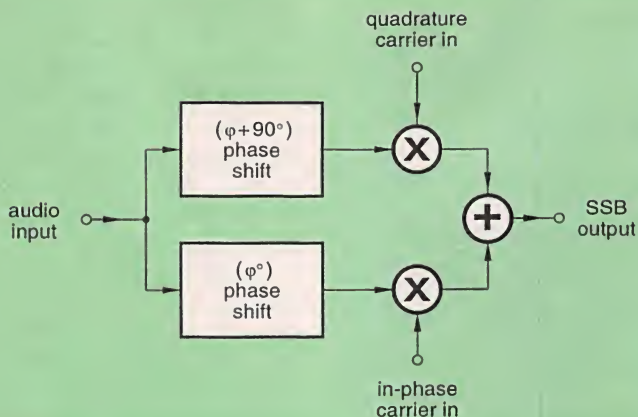 quadrature
carrier in
(φ+90°)
phase
shift
X
audio
input
+
SSB
output
(φ°)
phase
shift
X
in-phase
carrier in